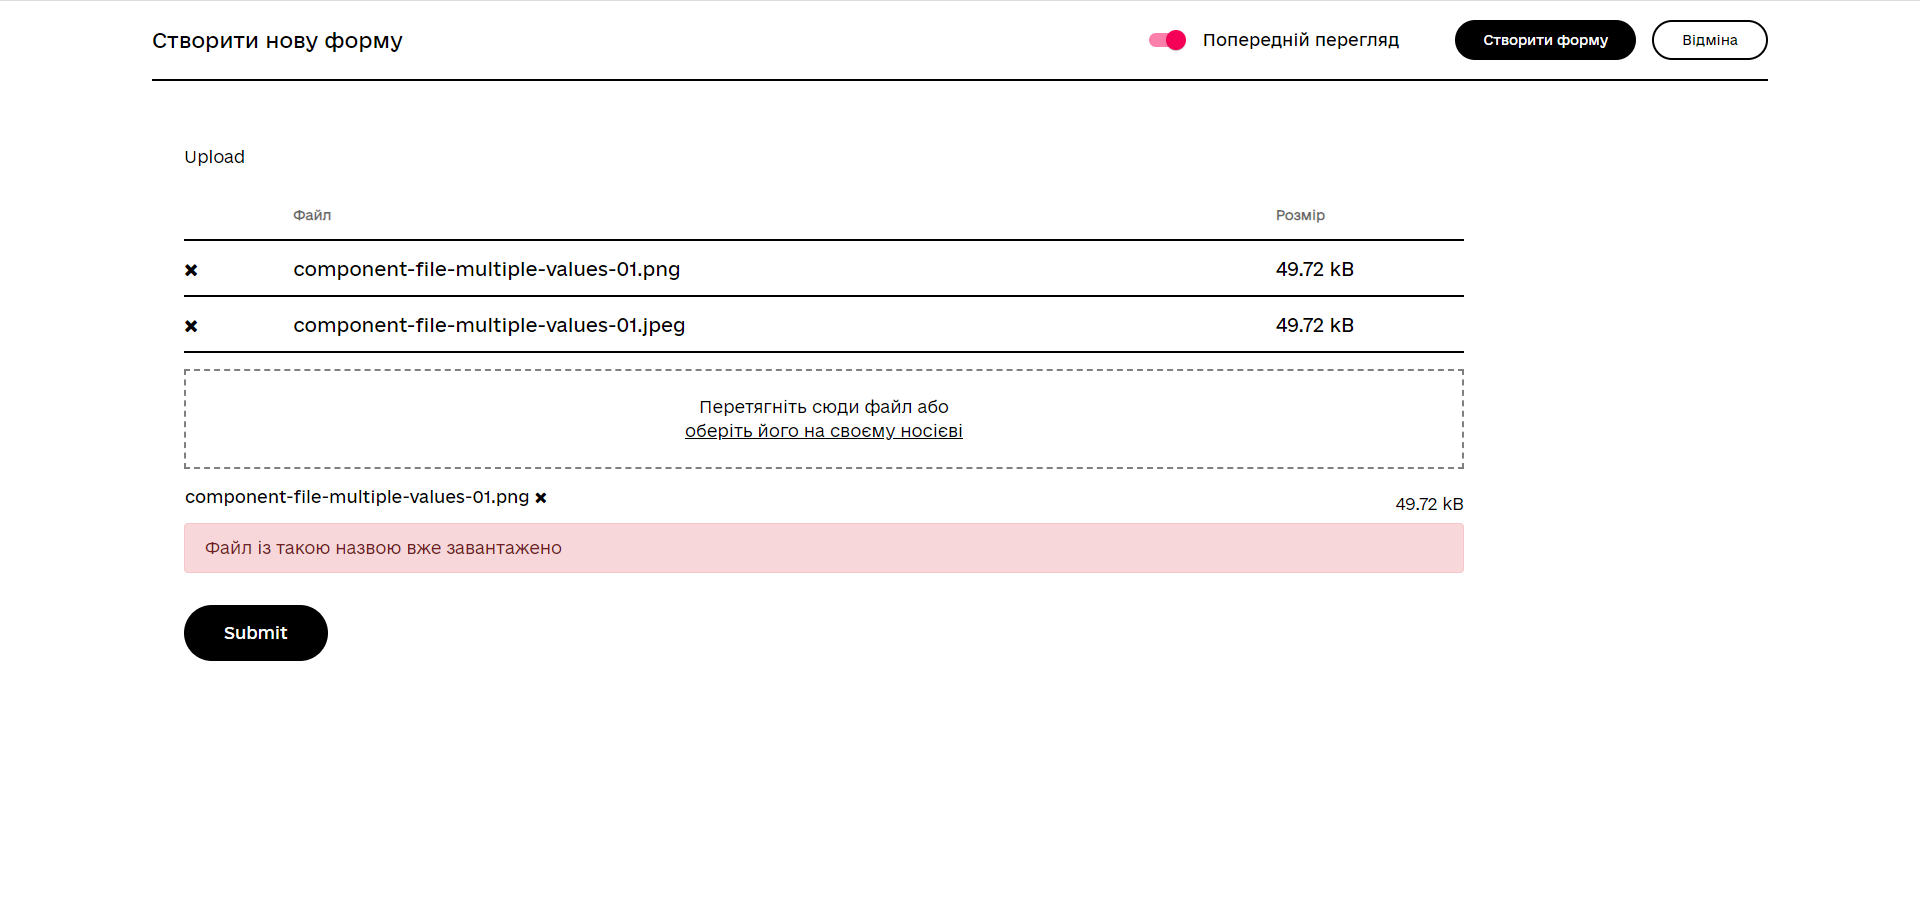 Створити нову форму
Попередній перегляд
Створити форму
Відміна
Upload
Файл Розмір
component-file-multiple-values-01.png 49.72 kB
component-file-multiple-values-01.jpeg 49.72 kB
Перетягніть сюди файл або
оберіть його на своєму носієві
component-file-multiple-values-01.png 49.72 kB
Файл із такою назвою вже завантажено
Submit